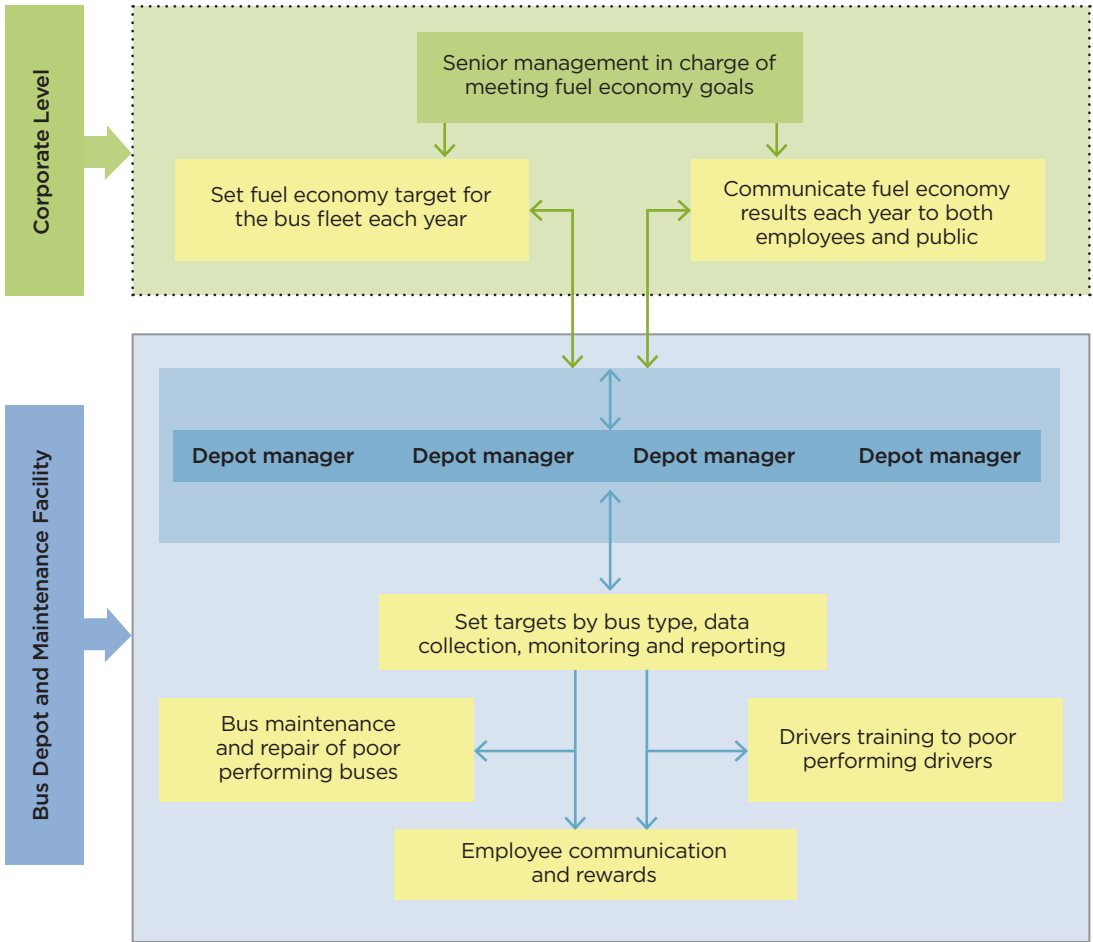 Corporate Level
Senior management in charge of
meeting fuel economy goals
Set fuel economy target for
the bus fleet each year
Communicate fuel economy
results each year to both
employees and public
Bus Depot and Maintenance Facility
Depot manager Depot manager Depot manager Depot manager
Set targets by bus type, data
collection, monitoring and reporting
Bus maintenance
and repair of poor
performing buses
Drivers training to poor
performing drivers
Employee communication
and rewards